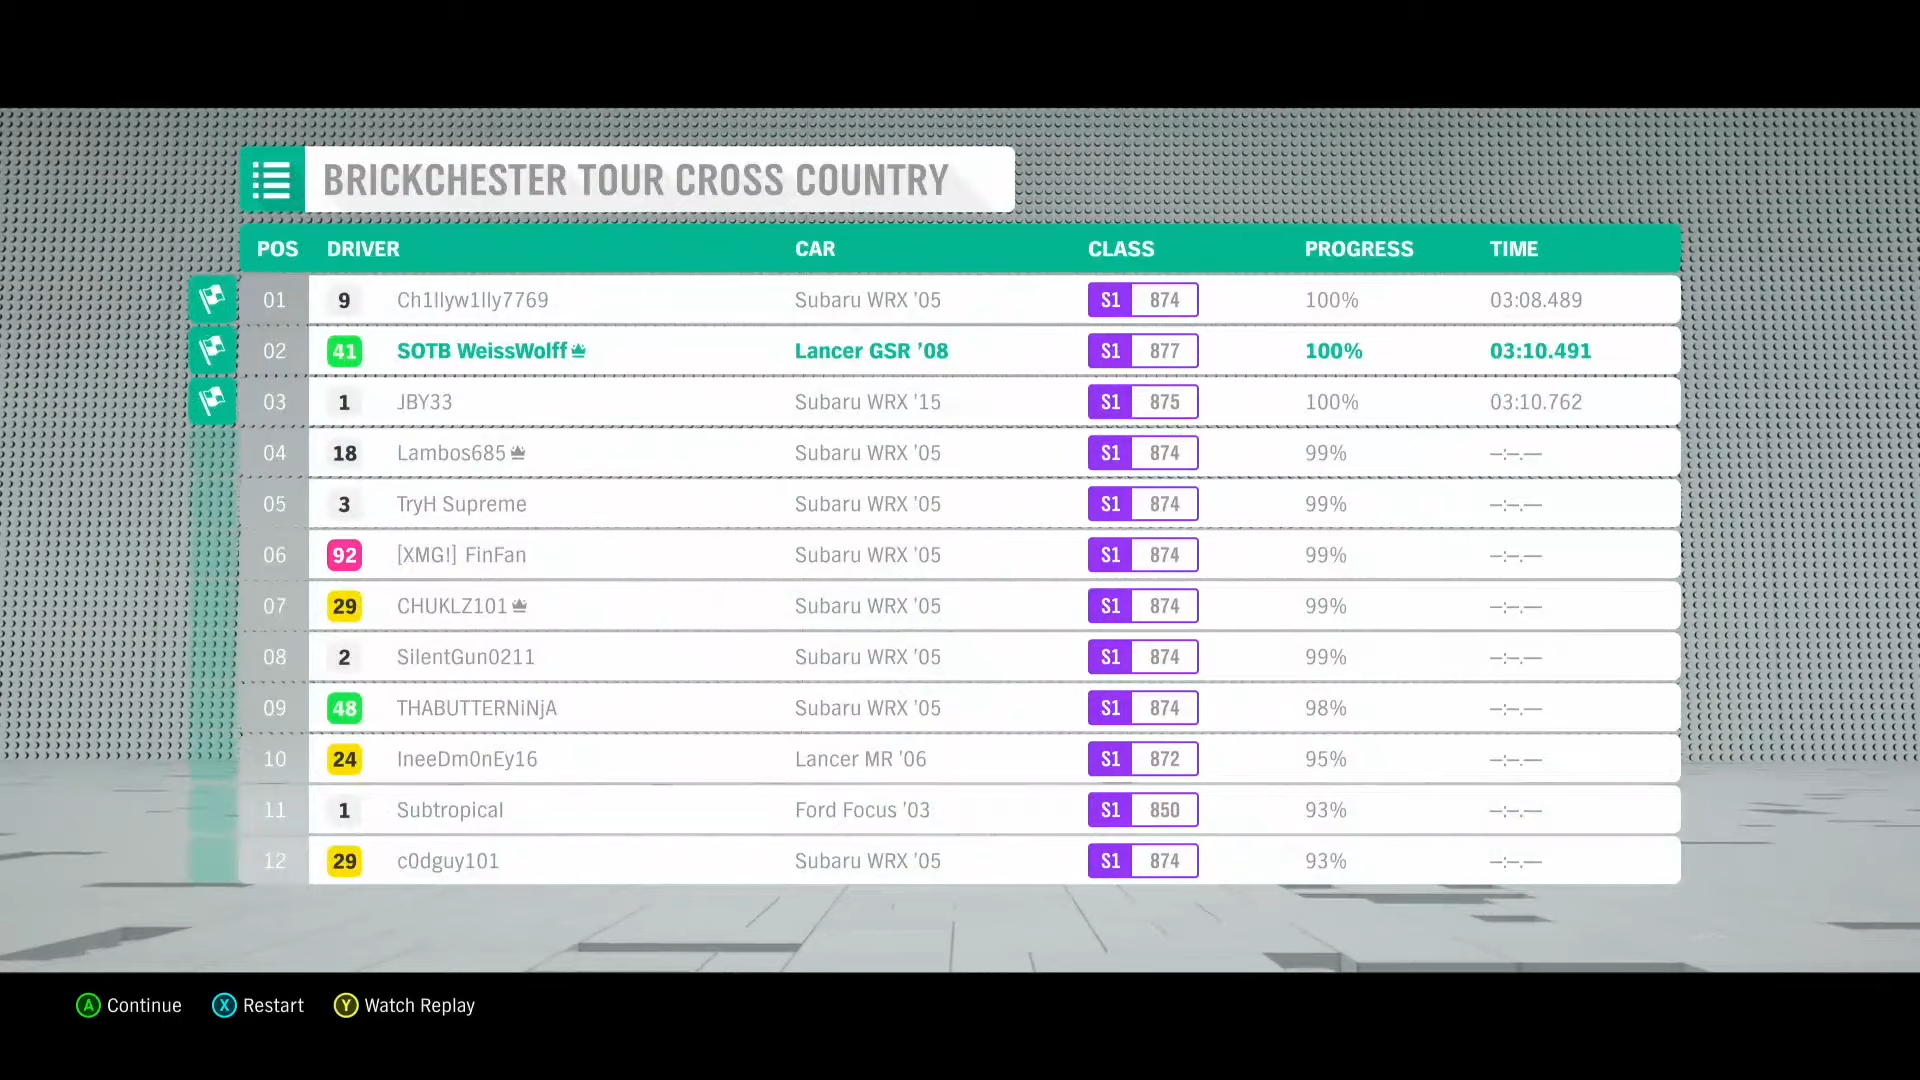 BRICKCHESTER TOUR CROSS COUNTRY
POS DRIVER CAR CLASS PROGRESS TIME
01 9 Ch1llyw1lly7769 Subaru WRX '05 S1 874 100% 03:08.489
02 41 SOTB WeissWolff Lancer GSR '08 S1 877 100% 03:10.491
03 1 JBY33 Subaru WRX '15 S1 875 100% 03:10.762
04 18 Lambos685 Subaru WRX '05 S1 874 99% --:--.---
05 3 TryH Supreme Subaru WRX '05 S1 874 99% --:--.---
06 92 [XMGI] FinFan Subaru WRX '05 S1 874 99% --:--.---
07 29 CHUKLZ101 Subaru WRX '05 S1 874 99% --:--.---
08 2 SilentGun0211 Subaru WRX '05 S1 874 99% --:--.---
09 48 THABUTTERNiNjA Subaru WRX '05 S1 874 98% --:--.---
10 24 IneeDm0nEy16 Lancer MR '06 S1 872 95% --:--.---
11 1 Subtropical Ford Focus '03 S1 850 93% --:--.---
12 29 c0dguy101 Subaru WRX '05 S1 874 93% --:--.---
A Continue X Restart Y Watch Replay